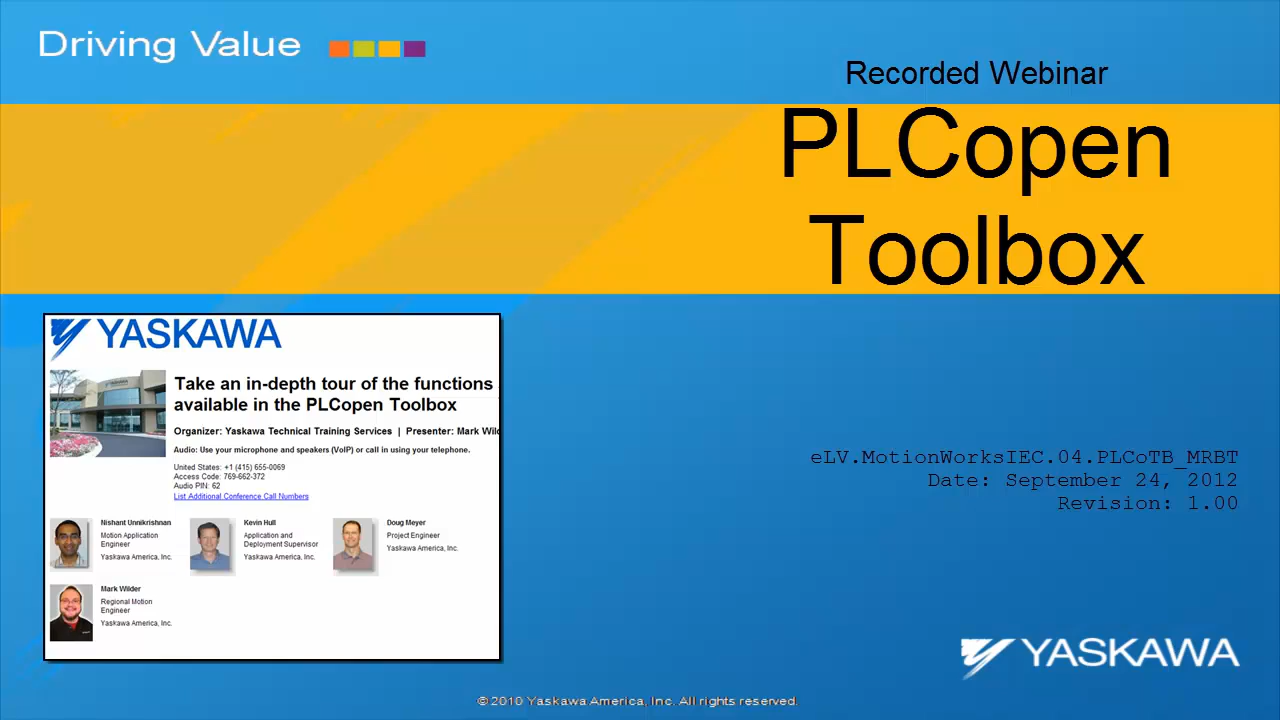 Driving Value
Recorded Webinar
PLCopen
Toolbox
YASKAWA
Take an in-depth tour of the functions
available in the PLCopen Toolbox
Organizer: Yaskawa Technical Training Services | Presenter: Mark Wild
Audio: Use your microphone and speakers (VoIP) or call in using your telephone.
United States: +1 (415) 655-0069
Access Code: 769-662-372
Audio PIN: 62
List Additional Conference Call Numbers
Nishant Unnikrishnan
Motion Application
Engineer
Yaskawa America, Inc.
Kevin Hull
Application and
Deployment Supervisor
Yaskawa America, Inc.
Doug Meyer
Project Engineer
Yaskawa America, Inc.
Mark Wilder
Regional Motion
Engineer
Yaskawa America, Inc.
eLV.MotionWorksIEC.04.PLCoTB_MRBT
Date: September 24, 2012
Revision: 1.00
YASKAWA
© 2010 Yaskawa America, Inc. All rights reserved.